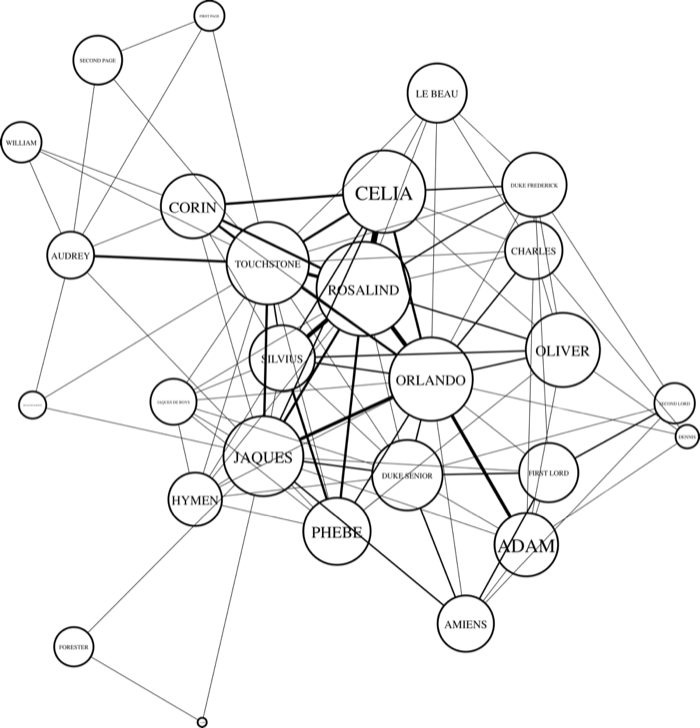 FIRST PAGE
SECOND PAGE
LE BEAU
WILLIAM
CELIA
DUKE FREDERICK
CORIN
AUDREY
TOUCHSTONE
CHARLES
ROSALIND
SILVIUS
OLIVER
ORLANDO
JAQUES DE BOYS
SECOND LORD
DENNIS
JAQUES
DUKE SENIOR
FIRST LORD
HYMEN
PHEBE
ADAM
AMIENS
FORESTER